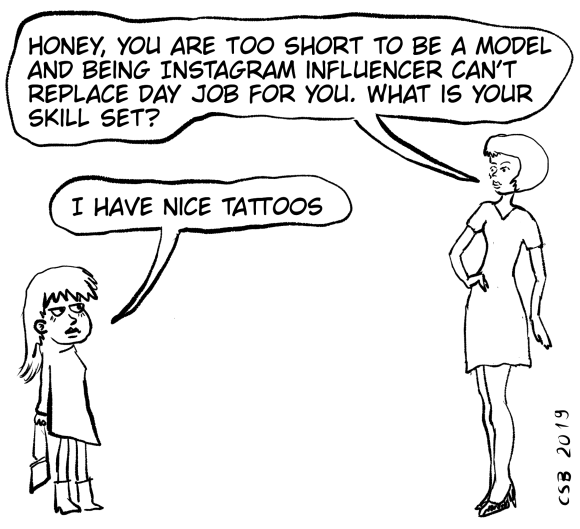 HONEY, YOU ARE TOO SHORT TO BE A MODEL
AND BEING INSTAGRAM INFLUENCER CAN'T
REPLACE DAY JOB FOR YOU. WHAT IS YOUR
SKILL SET?
I HAVE NICE TATTOOS
CSB 2019